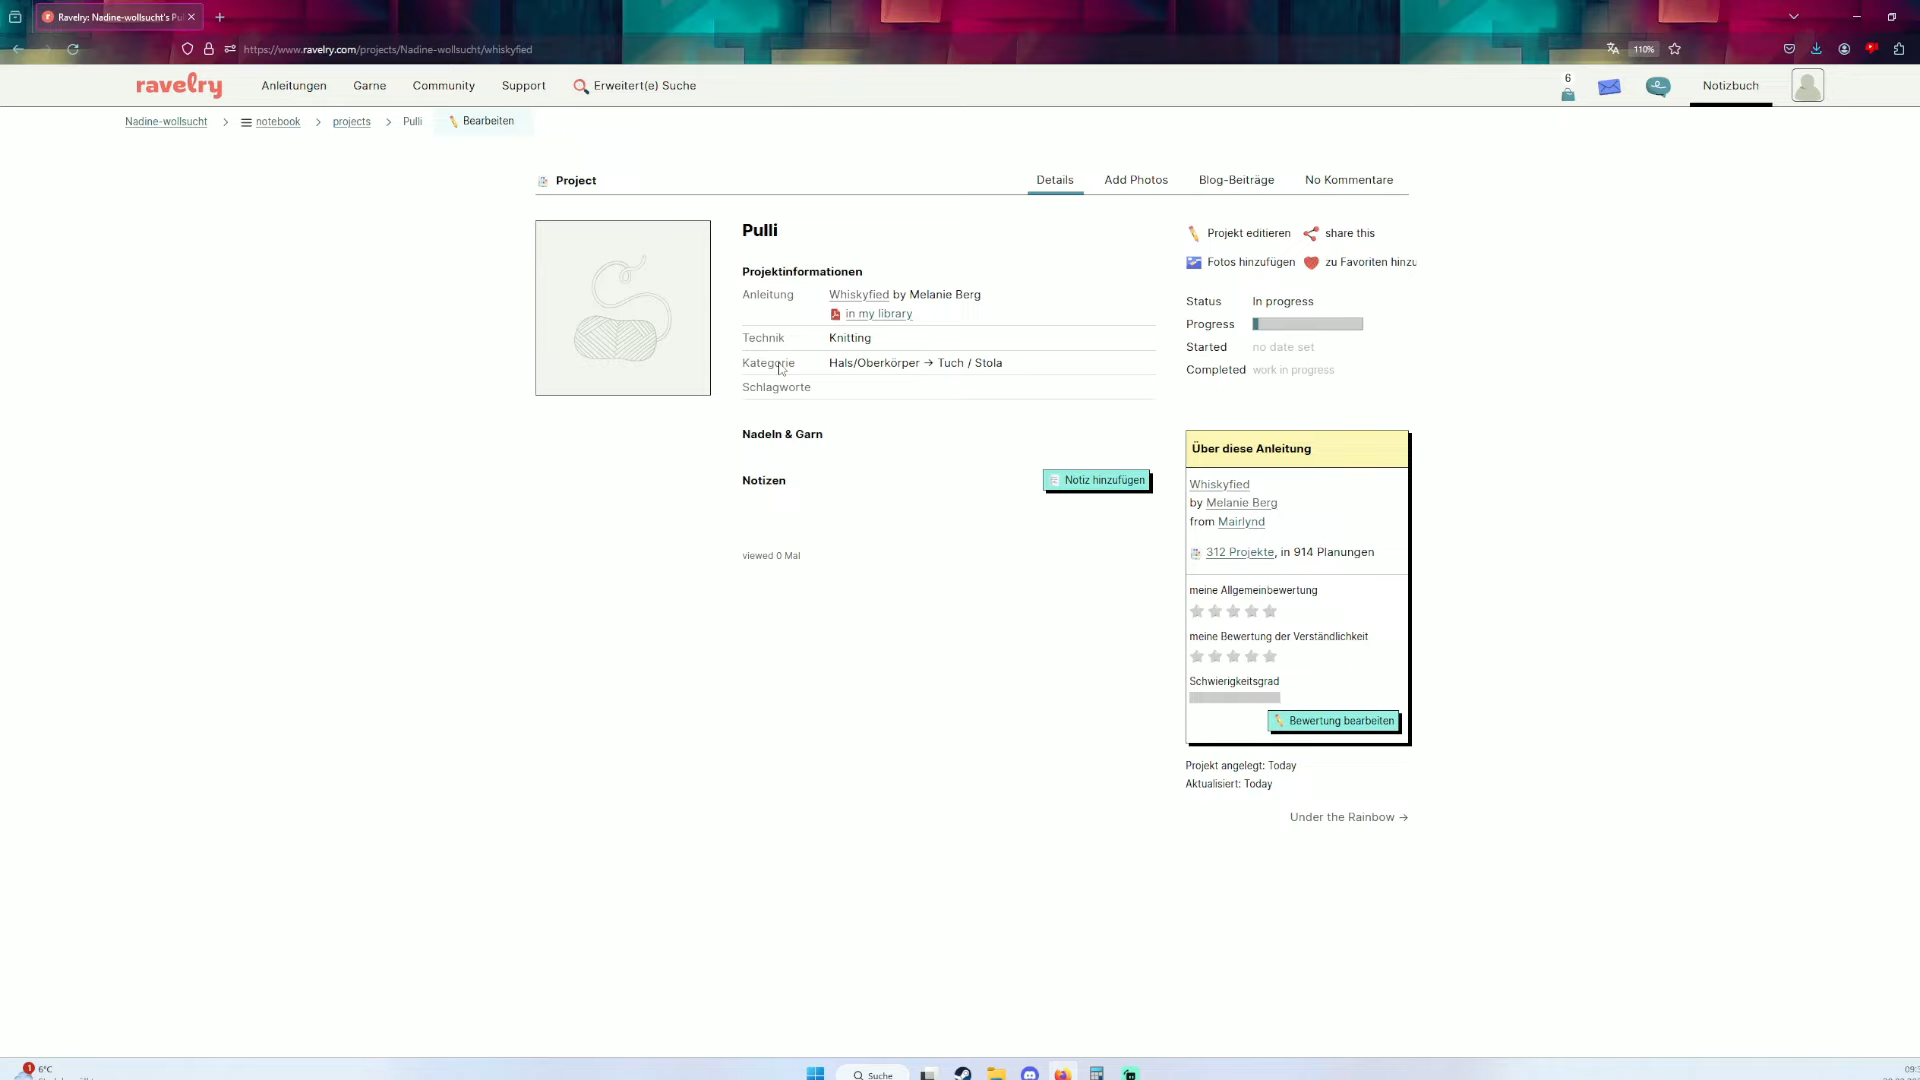 Ravelry: Nadine-wollsucht's Pu
https://www.ravelry.com/projects/Nadine-wollsucht/whiskyfied
110%
ravelry
Anleitungen
Garne
Community
Support
Erweitert(e) Suche
6
Notizbuch
Nadine-wollsucht > notebook > projects > Pulli
Bearbeiten
Project
Details
Add Photos
Blog-Beiträge
No Kommentare
Pulli
Projekt editieren
share this
Fotos hinzufügen
zu Favoriten hinzu
Projektinformationen
Anleitung Whiskyfied by Melanie Berg
in my library
Technik Knitting
Kategorie Hals/Oberkörper → Tuch / Stola
Schlagworte
Status In progress
Progress
Started no date set
Completed work in progress
Nadeln & Garn
Notizen
Notiz hinzufügen
viewed 0 Mal
Über diese Anleitung
Whiskyfied
by Melanie Berg
from Mairlynd
312 Projekte, in 914 Planungen
meine Allgemeinbewertung
meine Bewertung der Verständlichkeit
Schwierigkeitsgrad
Bewertung bearbeiten
Projekt angelegt: Today
Aktualisiert: Today
Under the Rainbow →
1
6°C
Suche